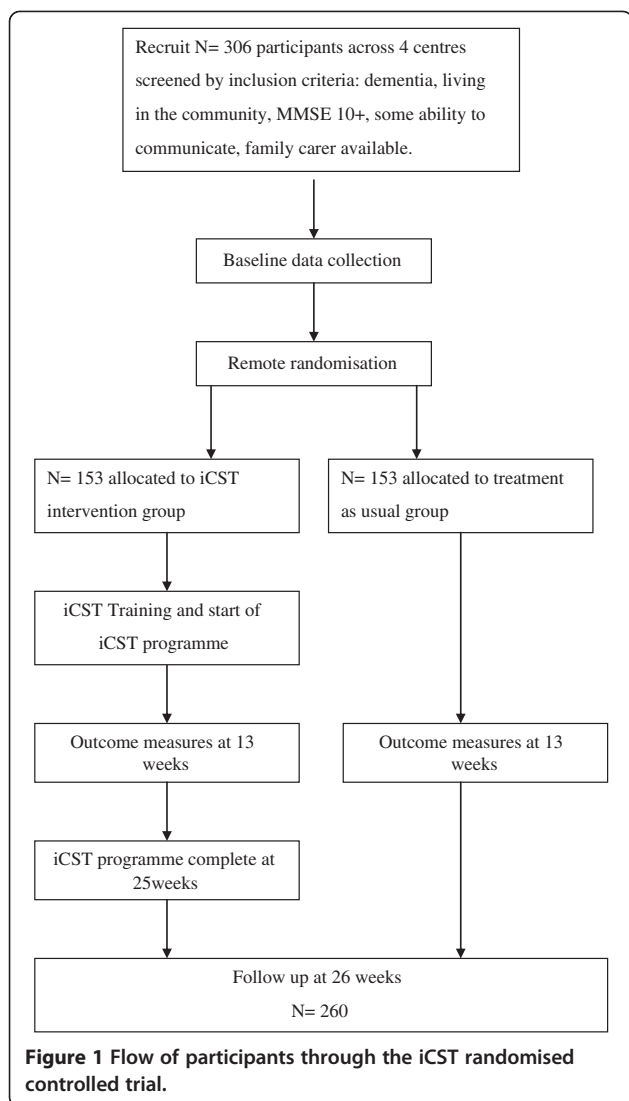 Recruit N= 306 participants across 4 centres
screened by inclusion criteria: dementia, living
in the community, MMSE 10+, some ability to
communicate, family carer available.
Baseline data collection
Remote randomisation
N= 153 allocated to iCST
intervention group
N= 153 allocated to treatment
as usual group
iCST Training and start of
iCST programme
Outcome measures at 13
weeks
Outcome measures at 13
weeks
iCST programme complete at
25weeks
Follow up at 26 weeks
N= 260
Figure 1 Flow of participants through the iCST randomised
controlled trial.